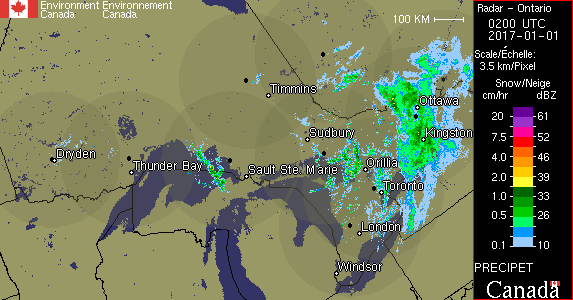 Environment Environnement
Canada Canada
100 KM
Timmins
Ottawa
Sudbury
Kingston
Dryden
Thunder Bay
Sault Ste. Marie
Orillia
Toronto
London
Windsor
Radar - Ontario
0200 UTC
2017-01-01
Scale/Échelle:
3.5 km/Pixel
Snow/Neige
cm/hr dBZ
20 61
7.5 52
4.0 46
2.0 39
1.0 33
0.5 26
0.1 10
PRECIPET
Canada